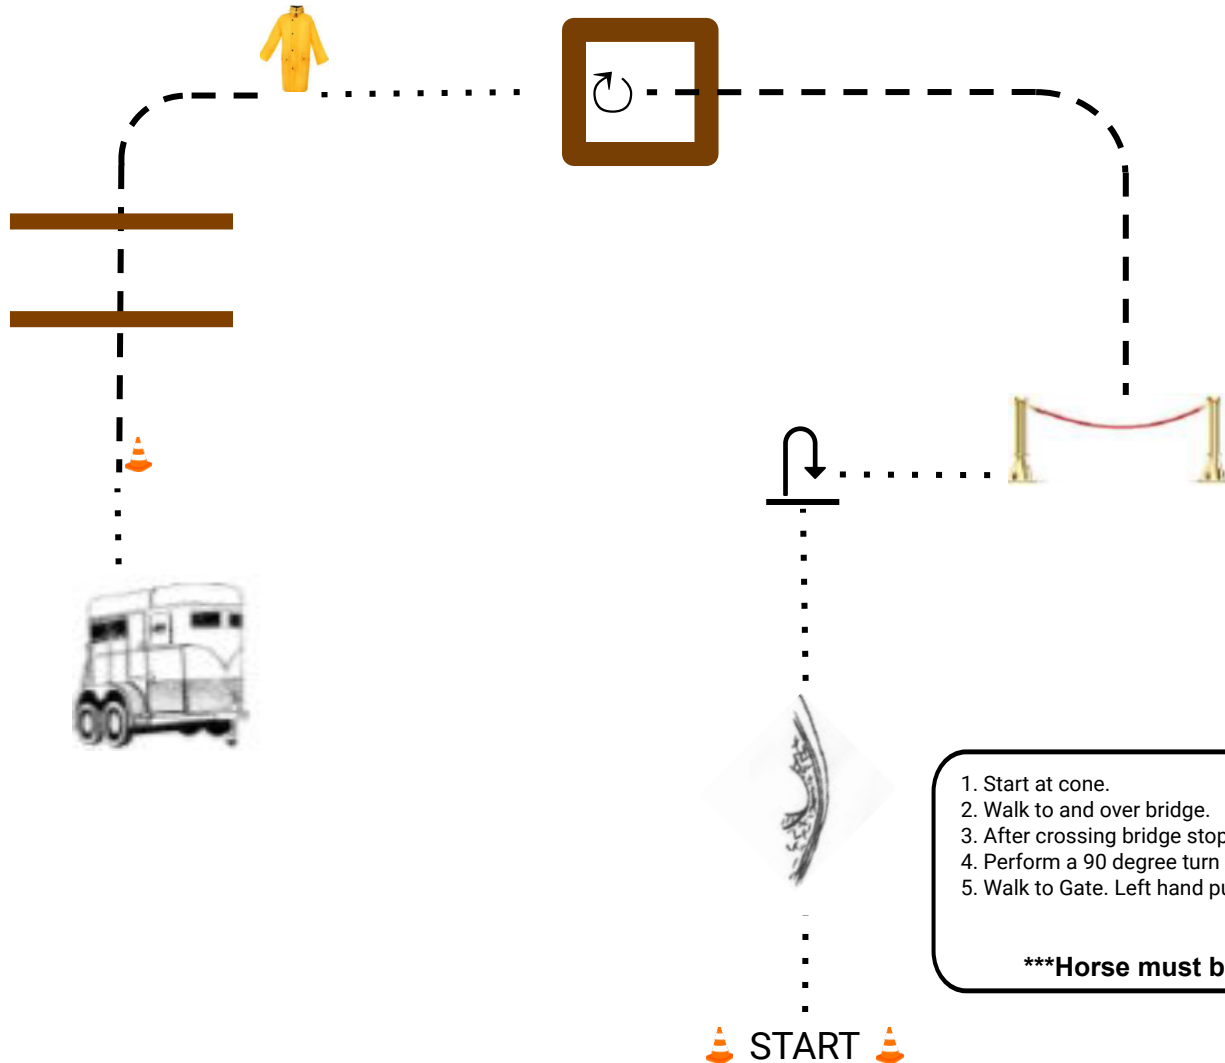 1. Start at cone.
2. Walk to and over bridge.
3. After crossing bridge stop
4. Perform a 90 degree turn
5. Walk to Gate. Left hand
***Horse must
START